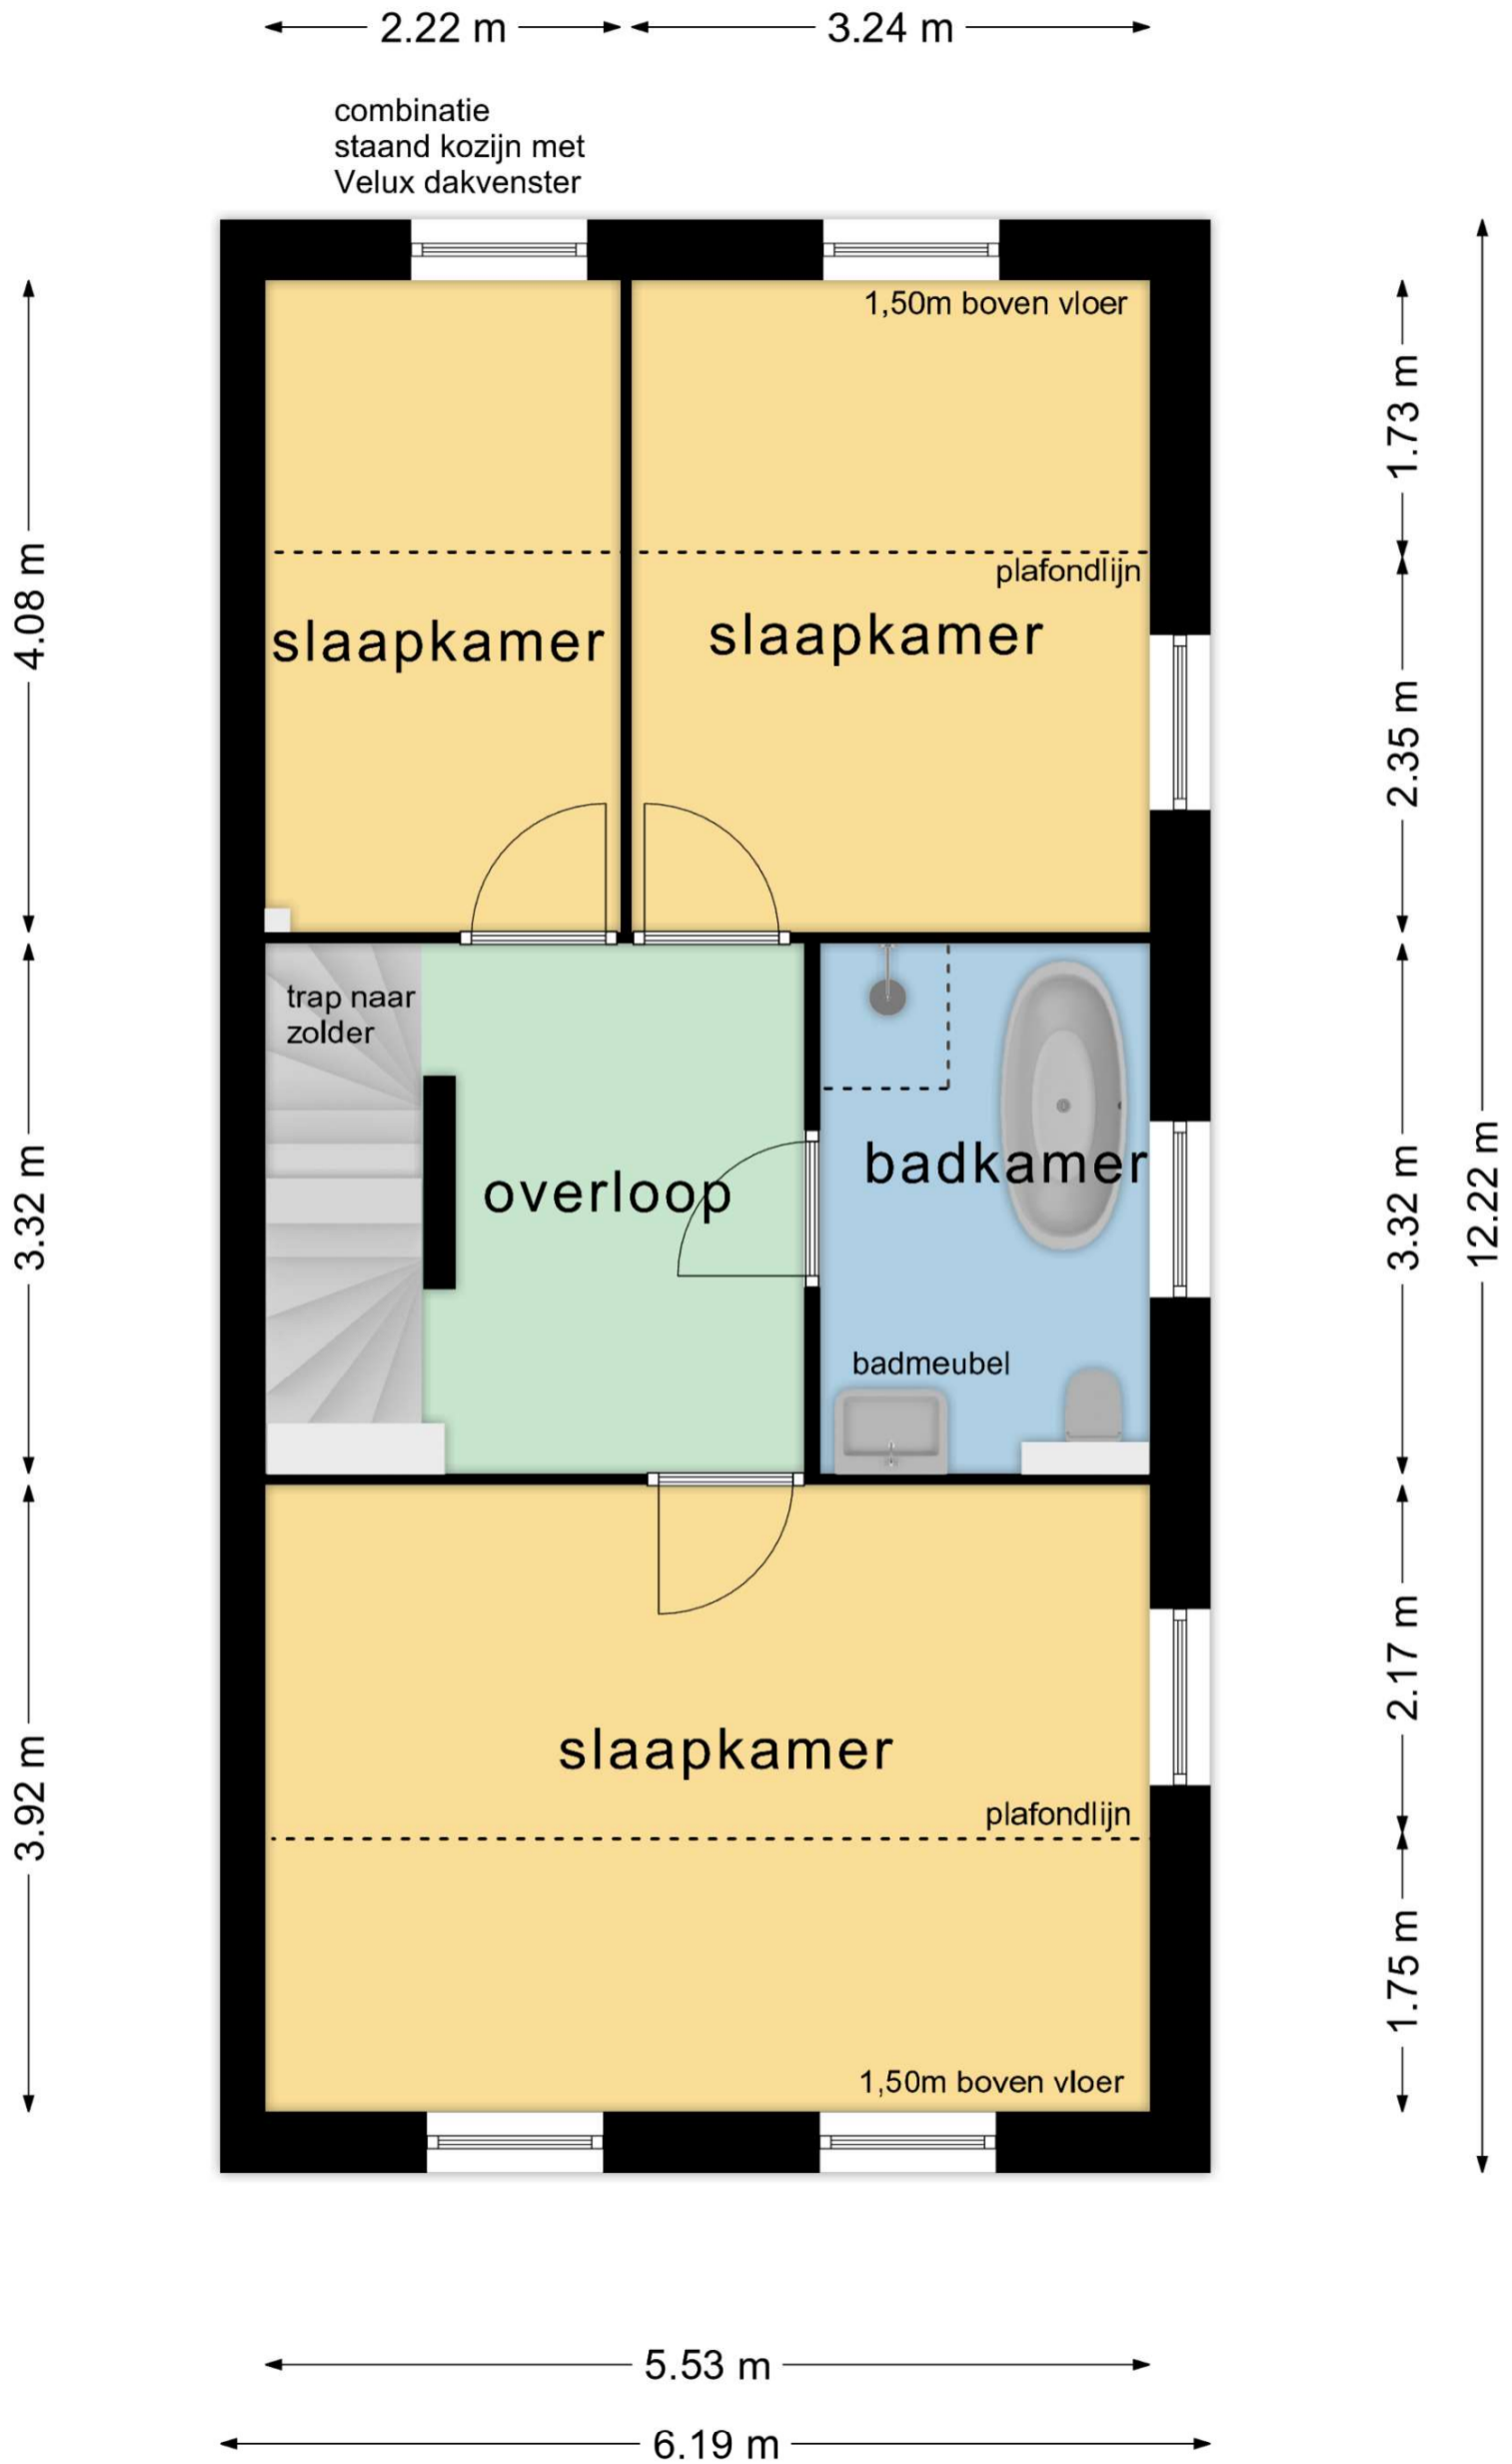 2.22 m
3.24 m
combinatie
staand kozijn met
Velux dakvenster
1,50m boven vloer
1.73 m
plafondlijn
4.08 m
slaapkamer
slaapkamer
2.35 m
trap naar
zolder
overloop
badkamer
3.32 m
3.32 m
12.22 m
badmeubel
2.17 m
slaapkamer
3.92 m
plafondlijn
1.75 m
1,50m boven vloer
5.53 m
6.19 m